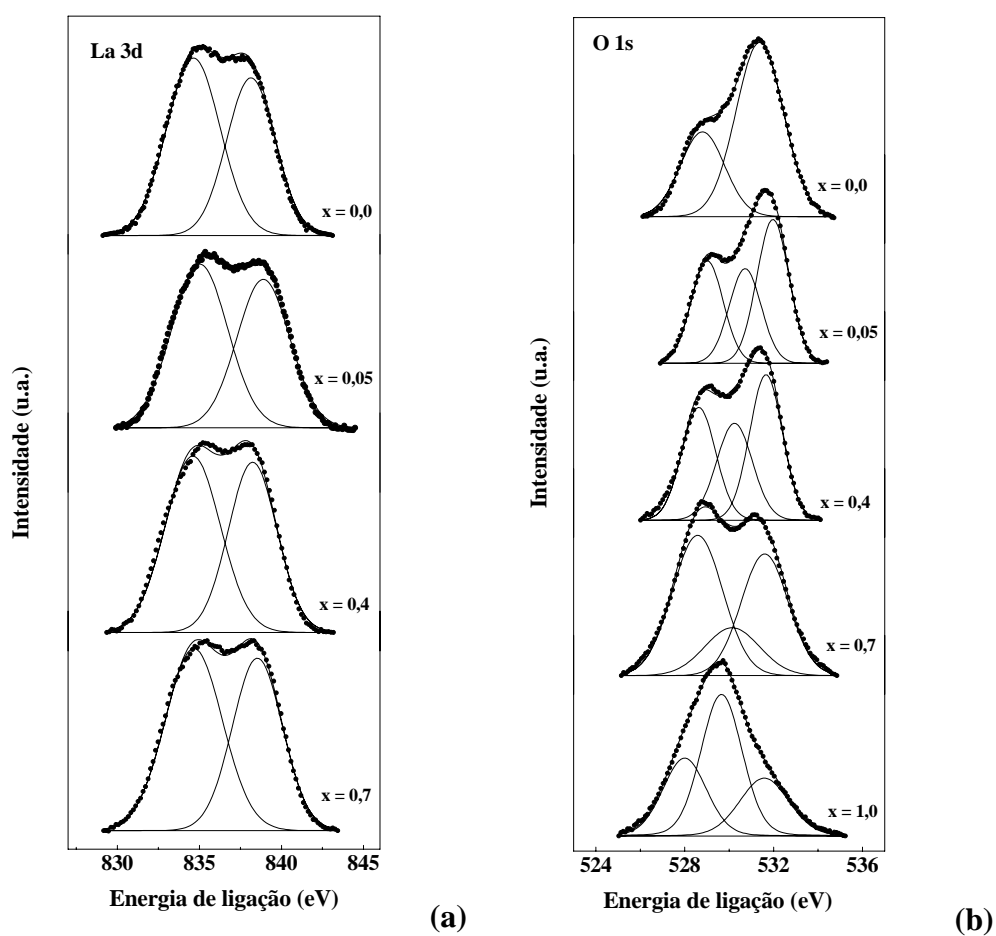 La 3d
x = 0,0
x = 0,05
x = 0,4
x = 0,7
Intensidade (u.a.)
830 835 840 845
Energia de ligação (eV)
(a)
O 1s
x = 0,0
x = 0,05
x = 0,4
x = 0,7
x = 1,0
Intensidade (u.a.)
524 528 532 536
Energia de ligação (eV)
(b)